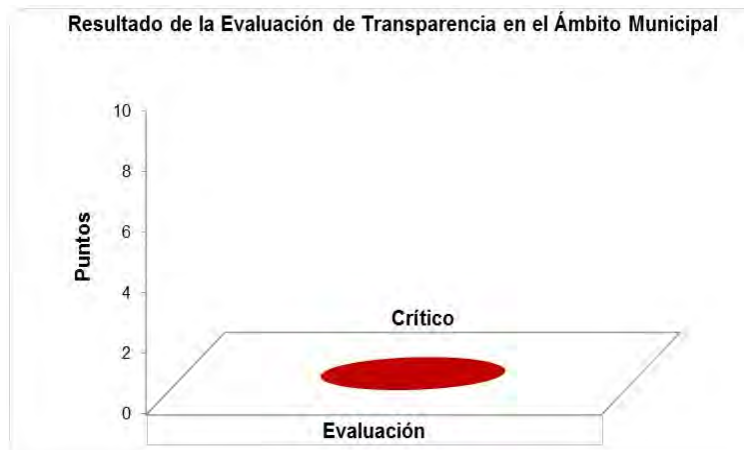 Resultado de la Evaluación de Transparencia en el Ámbito Municipal
10
8
6
4
2
0
Puntos
Crítico
Evaluación